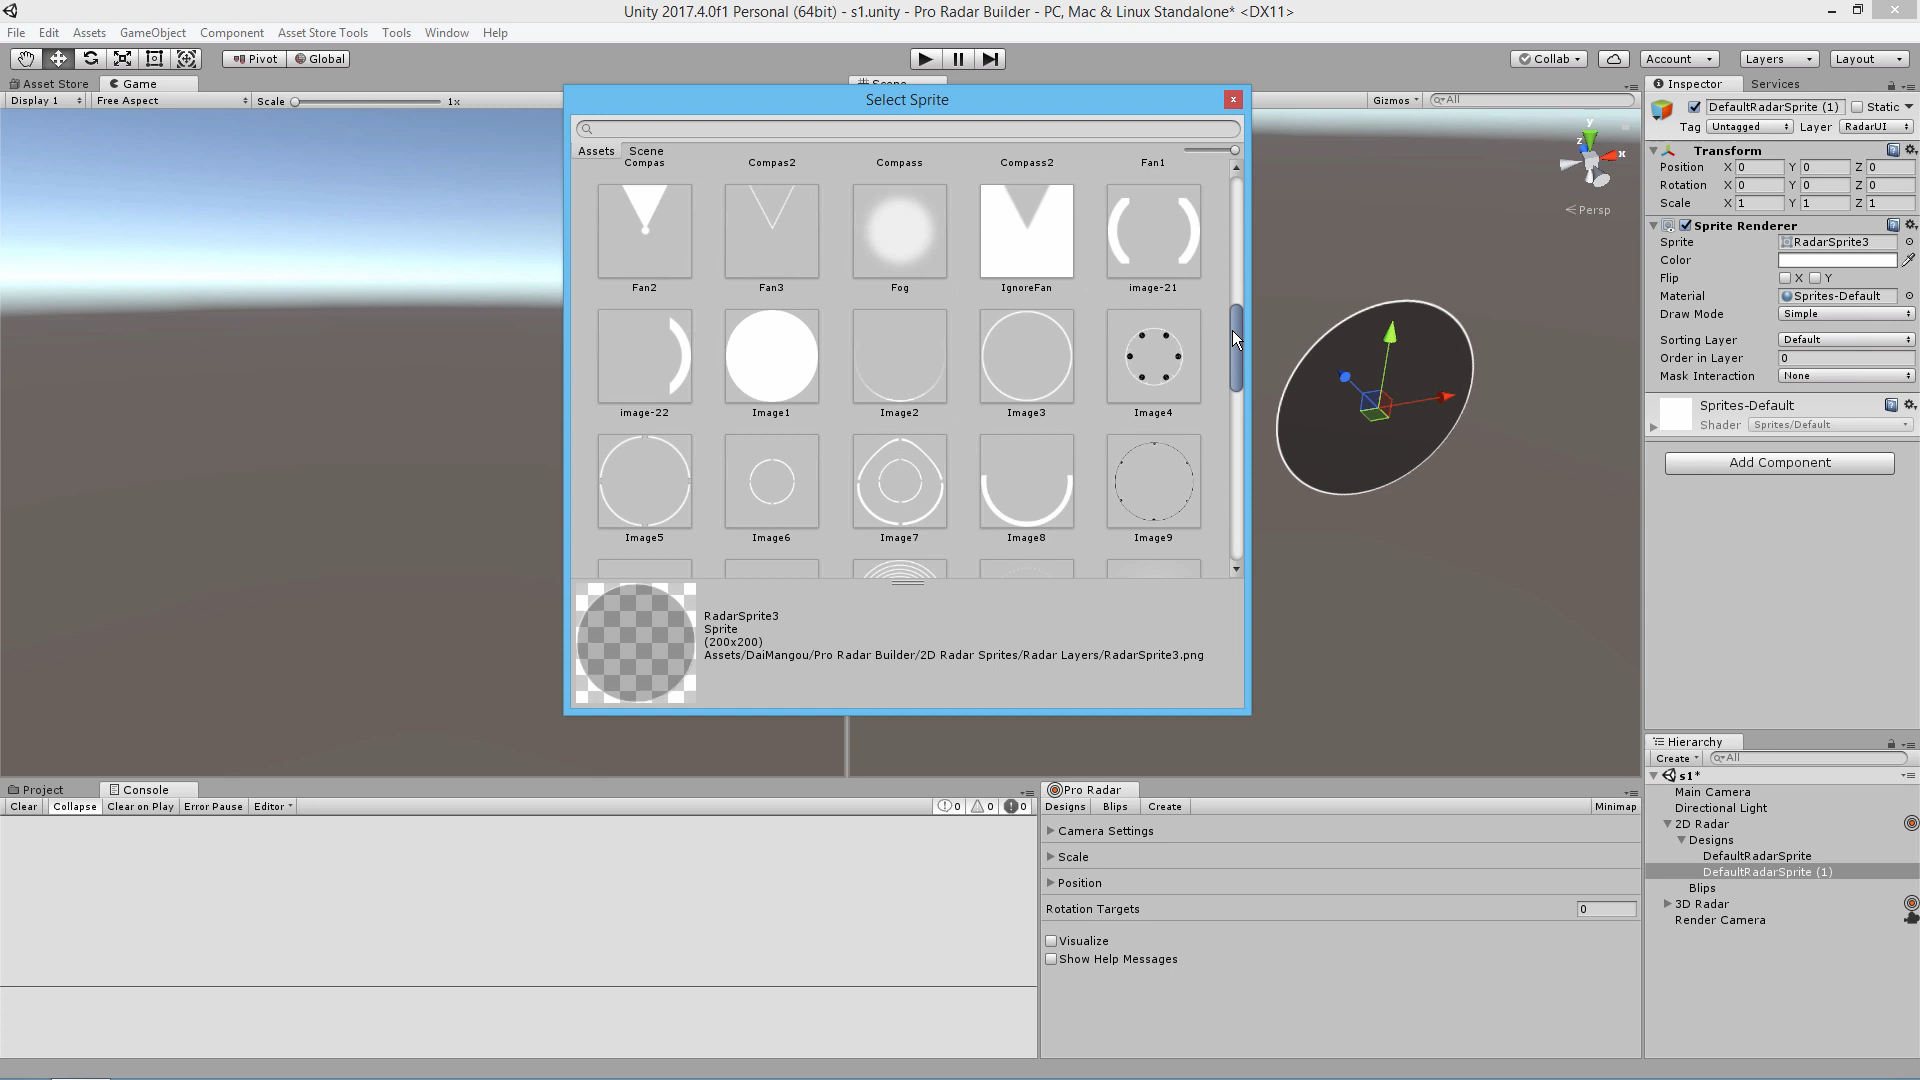 Unity 2017.4.0f1 Personal (64bit) - s1.unity - Pro Radar Builder - PC, Mac & Linux Standalone* <DX11>
File Edit Assets GameObject Component Asset Store Tools Tools Window Help
Pivot Global Collab Account Layers Layout
Asset Store Game Scene Inspector Services
Display 1 Free Aspect Scale 1x Gizmos All
Select Sprite
x
Assets Scene
Compas Compas2 Compass Compass2 Fan1
Fan2 Fan3 Fog IgnoreFan image-21
image-22 Image1 Image2 Image3 Image4
Image5 Image6 Image7 Image8 Image9
RadarSprite3
Sprite
(200x200)
Assets/DaiMangou/Pro Radar Builder/2D Radar Sprites/Radar Layers/RadarSprite3.png
y
z
x
< Persp
DefaultRadarSprite (1) Static
Tag Untagged Layer RadarUI
Transform
Position X 0 Y 0 Z 0
Rotation X 0 Y 0 Z 0
Scale X 1 Y 1 Z 1
Sprite Renderer
Sprite RadarSprite3
Color
Flip X Y
Material Sprites-Default
Draw Mode Simple
Sorting Layer Default
Order in Layer 0
Mask Interaction None
Sprites-Default
Shader Sprites/Default
Add Component
Hierarchy
Create All
s1*
Main Camera
Directional Light
2D Radar
Designs
DefaultRadarSprite
DefaultRadarSprite (1)
Blips
3D Radar
Render Camera
Project Console
Clear Collapse Clear on Play Error Pause Editor 0 0 0
Pro Radar
Designs Blips Create Minimap
Camera Settings
Scale
Position
Rotation Targets 0
Visualize
Show Help Messages